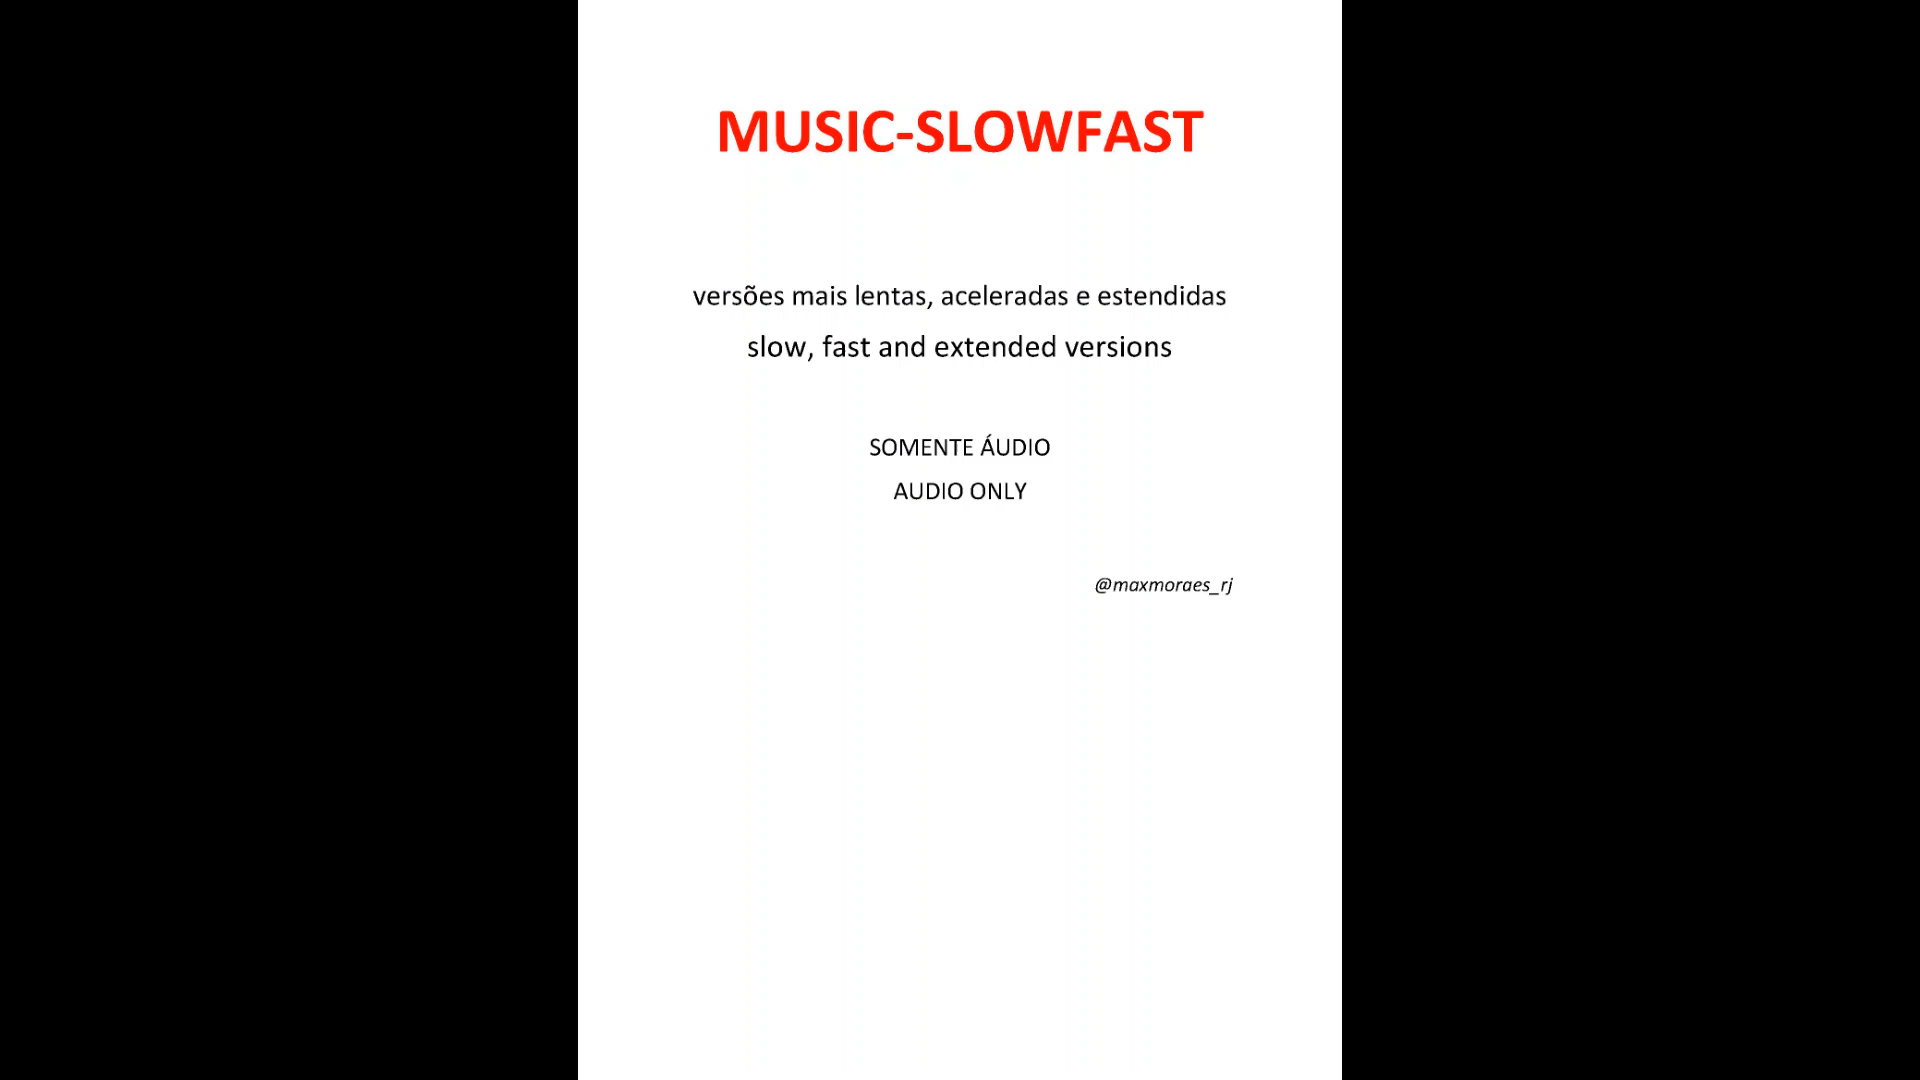 MUSIC-SLOWFAST
versões mais lentas, aceleradas e estendidas
slow, fast and extended versions
SOMENTE ÁUDIO
AUDIO ONLY
@maxmoraes_rj